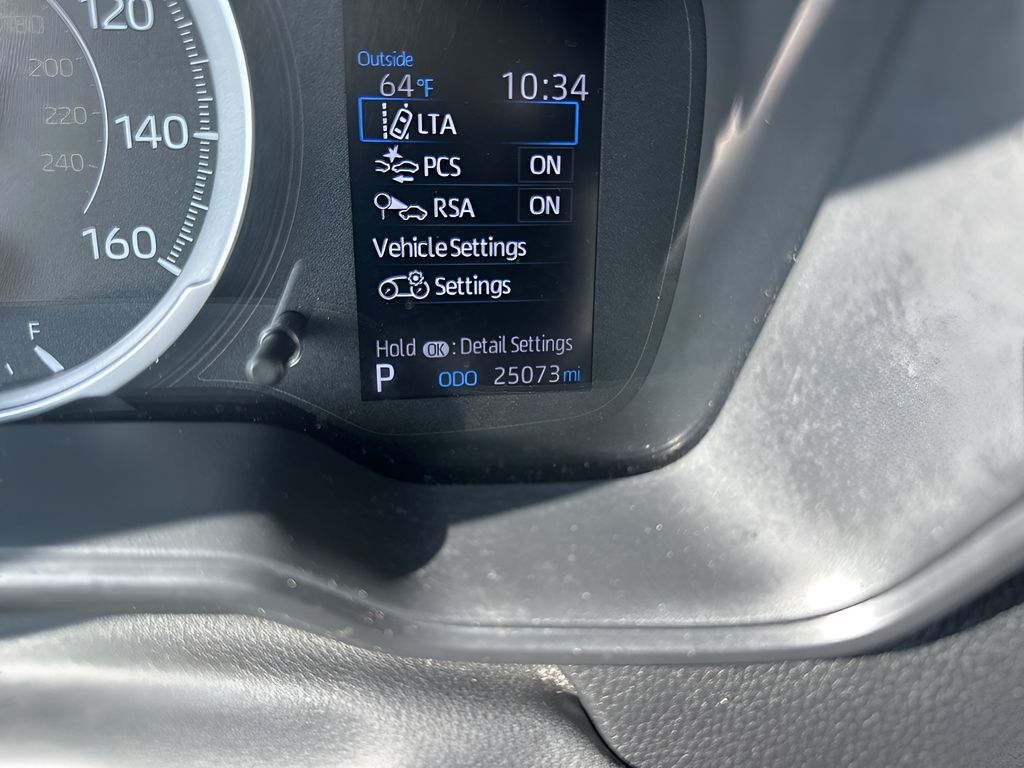 120
180
200
220
140
240
160
F
Outside
64°F 10:34
LTA
PCS ON
RSA ON
Vehicle Settings
Settings
Hold OK : Detail Settings
P ODO 25073 mi